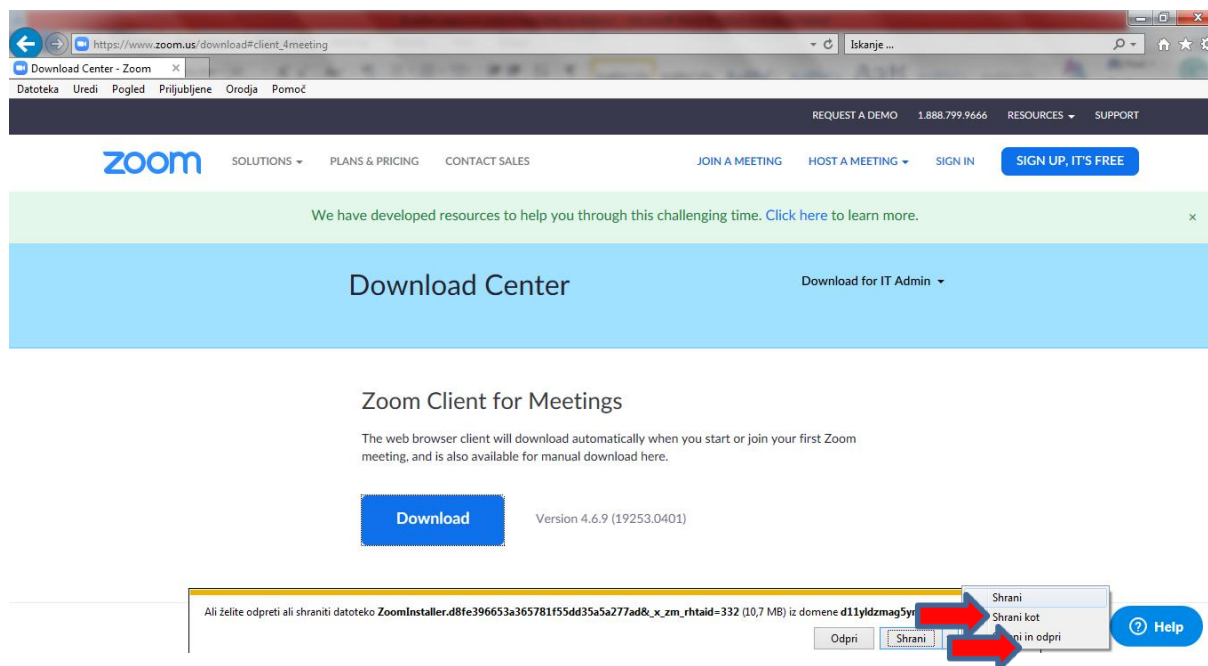 https://www.zoom.us/download#client_4meeting
Iskanje ...
Download Center - Zoom
Datoteka Uredi Pogled Priljubljene Orodja Pomoč
REQUEST A DEMO 1.888.799.9666 RESOURCES SUPPORT
zoom SOLUTIONS PLANS & PRICING CONTACT SALES JOIN A MEETING HOST A MEETING SIGN IN SIGN UP, IT'S FREE
We have developed resources to help you through this challenging time. Click here to learn more.
Download Center
Download for IT Admin
Zoom Client for Meetings
The web browser client will download automatically when you start or join your first Zoom
meeting, and is also available for manual download here.
Download Version 4.6.9 (19253.0401)
Ali želite odpreti ali shraniti datoteko ZoomInstaller.d8fe396653a365781f55dd35a5a277ad&_x_zm_rhtaid=332 (10,7 MB) iz domene
Odpri Shrani
Shrani
Shrani kot
in odpri
Help